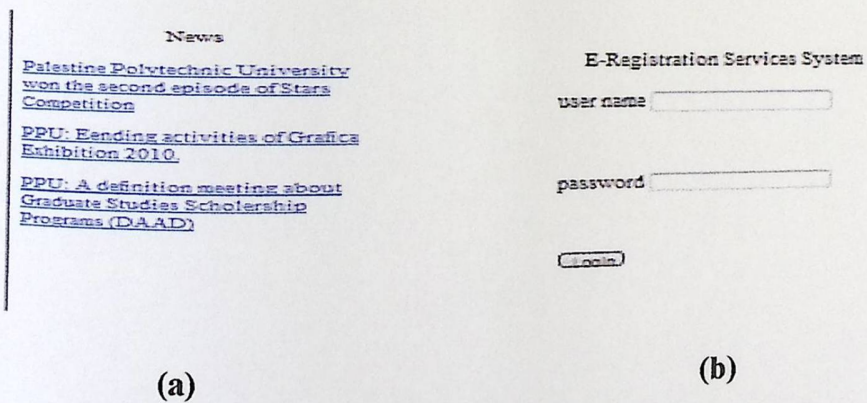 News
Palestine Polytechnic University
won the second episode of Stars
Competition
PPU: Eending activities of Grafica
Exhibition 2010.
PPU: A definition meeting about
Graduate Studies Scholership
Programs (DAAD)
(a)
E-Registration Services System
user name
password
Login
(b)